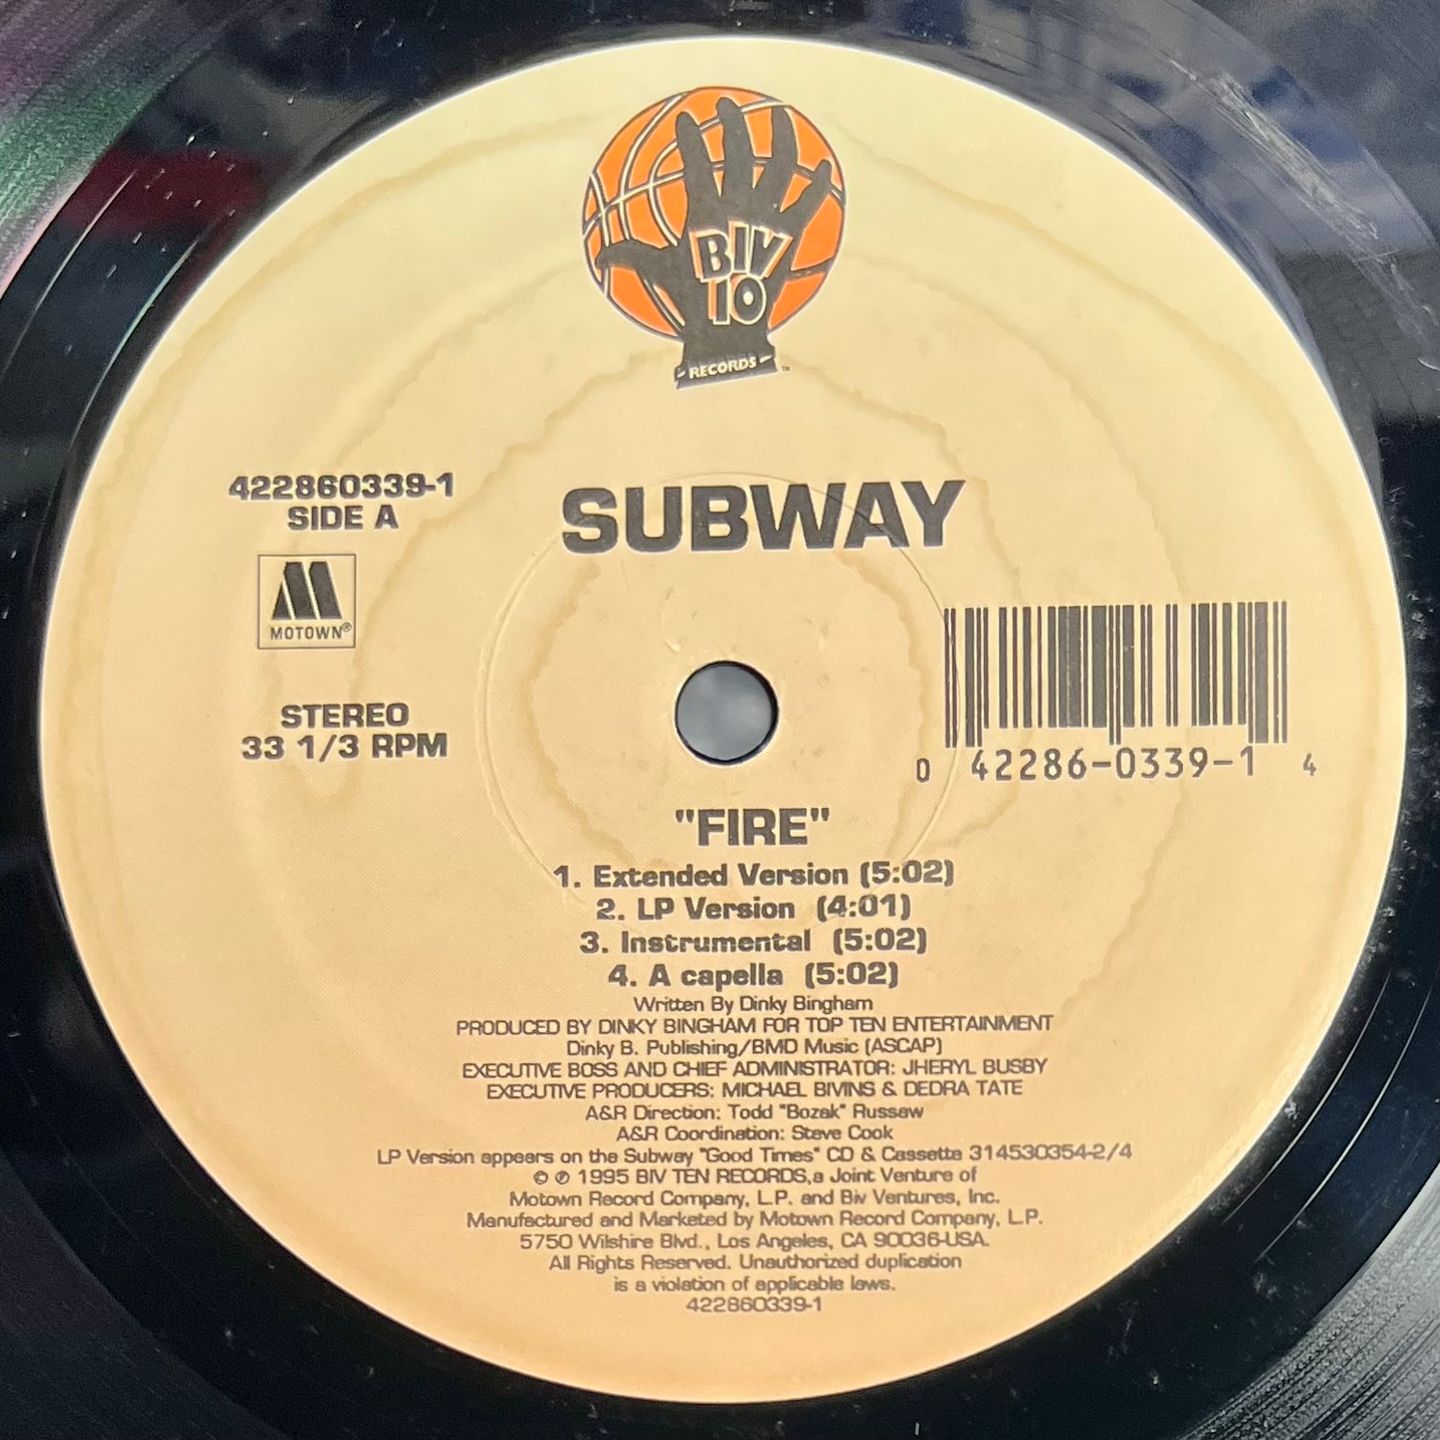 BIV
10
- RECORDS - ™
422860339-1
SIDE A
SUBWAY
MOTOWN®
STEREO
33 1/3 RPM
0 42286-0339-1 4
"FIRE"
1. Extended Version (5:02)
2. LP Version (4:01)
3. Instrumental (5:02)
4. A capella (5:02)
Written By Dinky Bingham
PRODUCED BY DINKY BINGHAM FOR TOP TEN ENTERTAINMENT
Dinky B. Publishing/BMD Music (ASCAP)
EXECUTIVE BOSS AND CHIEF ADMINISTRATOR: JHERYL BUSBY
EXECUTIVE PRODUCERS: MICHAEL BIVINS & DEDRA TATE
A&R Direction: Todd "Bozak" Russaw
A&R Coordination: Steve Cook
LP Version appears on the Subway "Good Times" CD & Cassette 314530354-2/4
© ℗ 1995 BIV TEN RECORDS,a Joint Venture of
Motown Record Company, L.P. and Biv Ventures, Inc.
Manufactured and Marketed by Motown Record Company, L.P.
5750 Wilshire Blvd., Los Angeles, CA 90036-USA.
All Rights Reserved. Unauthorized duplication
is a violation of applicable laws.
422860339-1